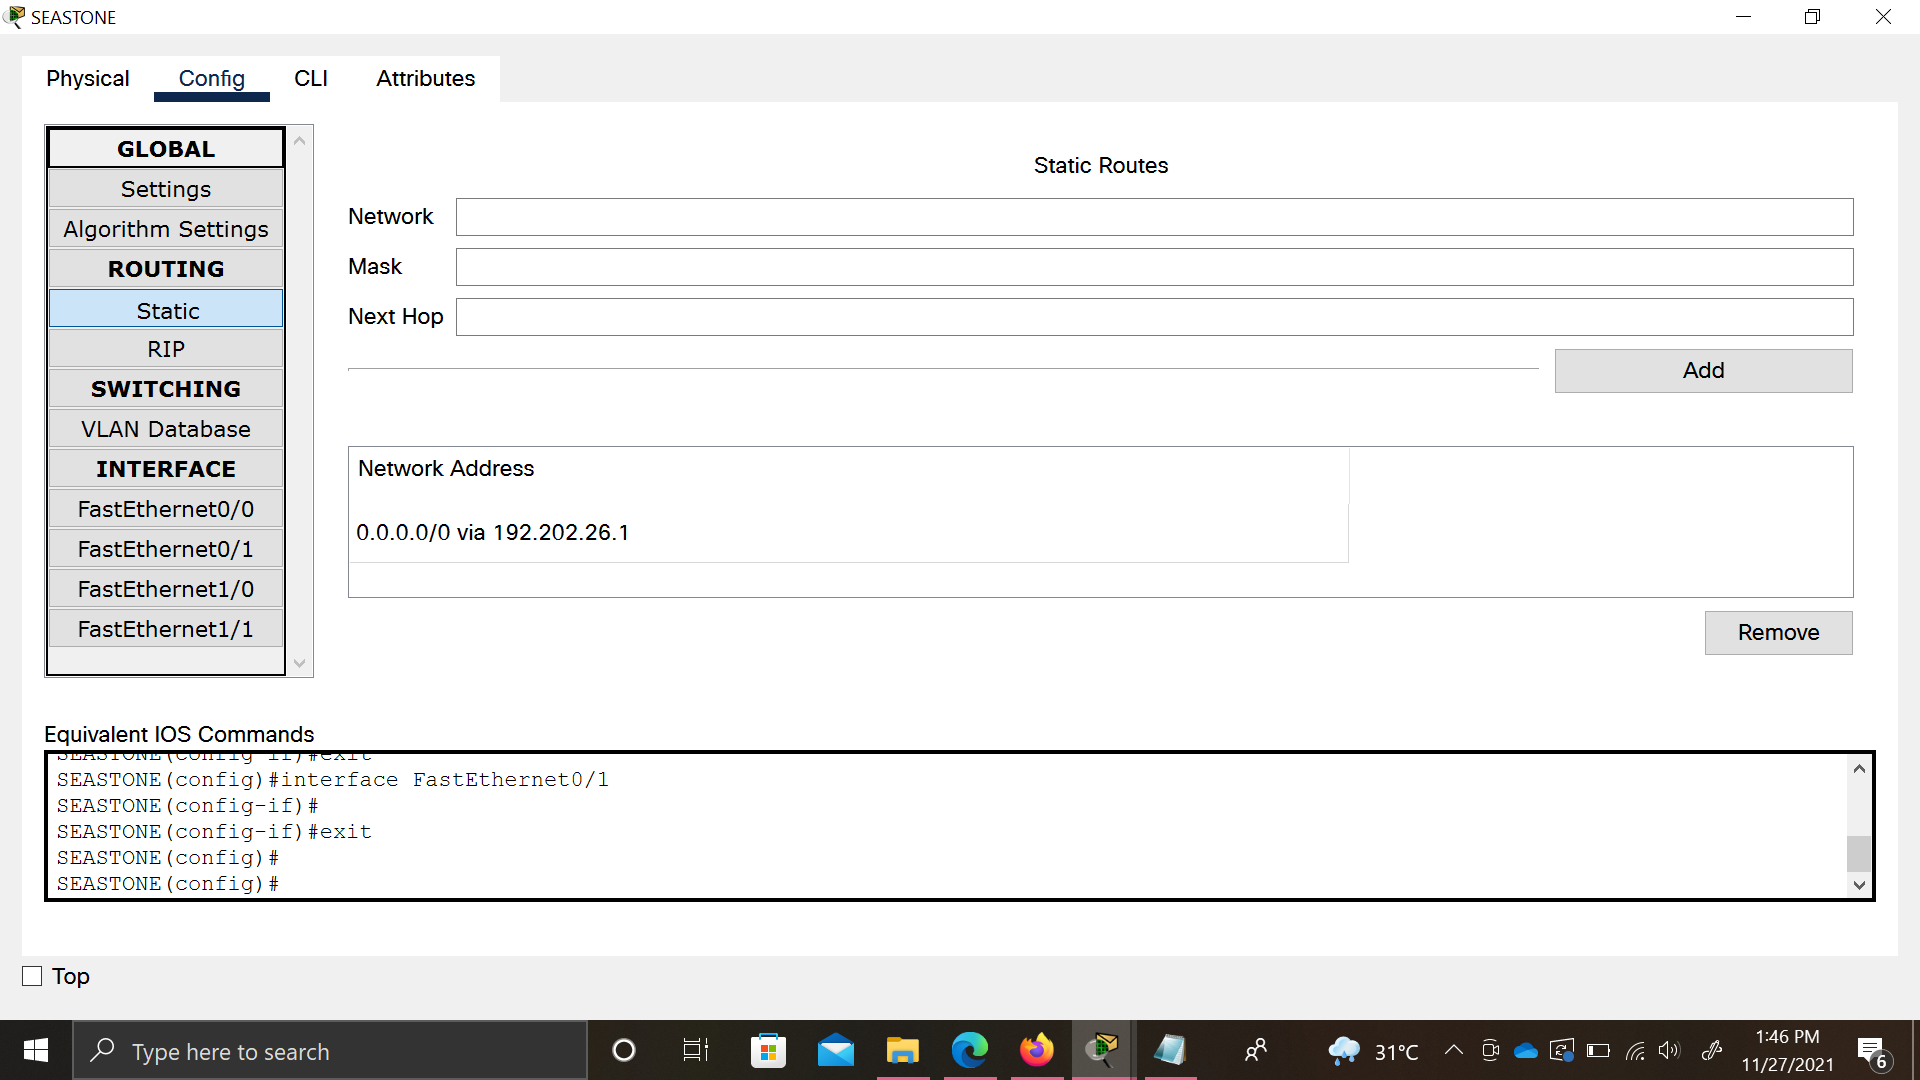 SEASTONE
Physical Config CLI Attributes
GLOBAL
Settings
Algorithm Settings
ROUTING
Static
RIP
SWITCHING
VLAN Database
INTERFACE
FastEthernet0/0
FastEthernet0/1
FastEthernet1/0
FastEthernet1/1
Static Routes
Network
Mask
Next Hop
Add
Network Address
0.0.0.0/0 via 192.202.26.1
Remove
Equivalent IOS Commands
SEASTONE(config-if)#exit
SEASTONE(config)#interface FastEthernet0/1
SEASTONE(config-if)#
SEASTONE(config-if)#exit
SEASTONE(config)#
SEASTONE(config)#
Top
Type here to search
31°C
1:46 PM
11/27/2021
6